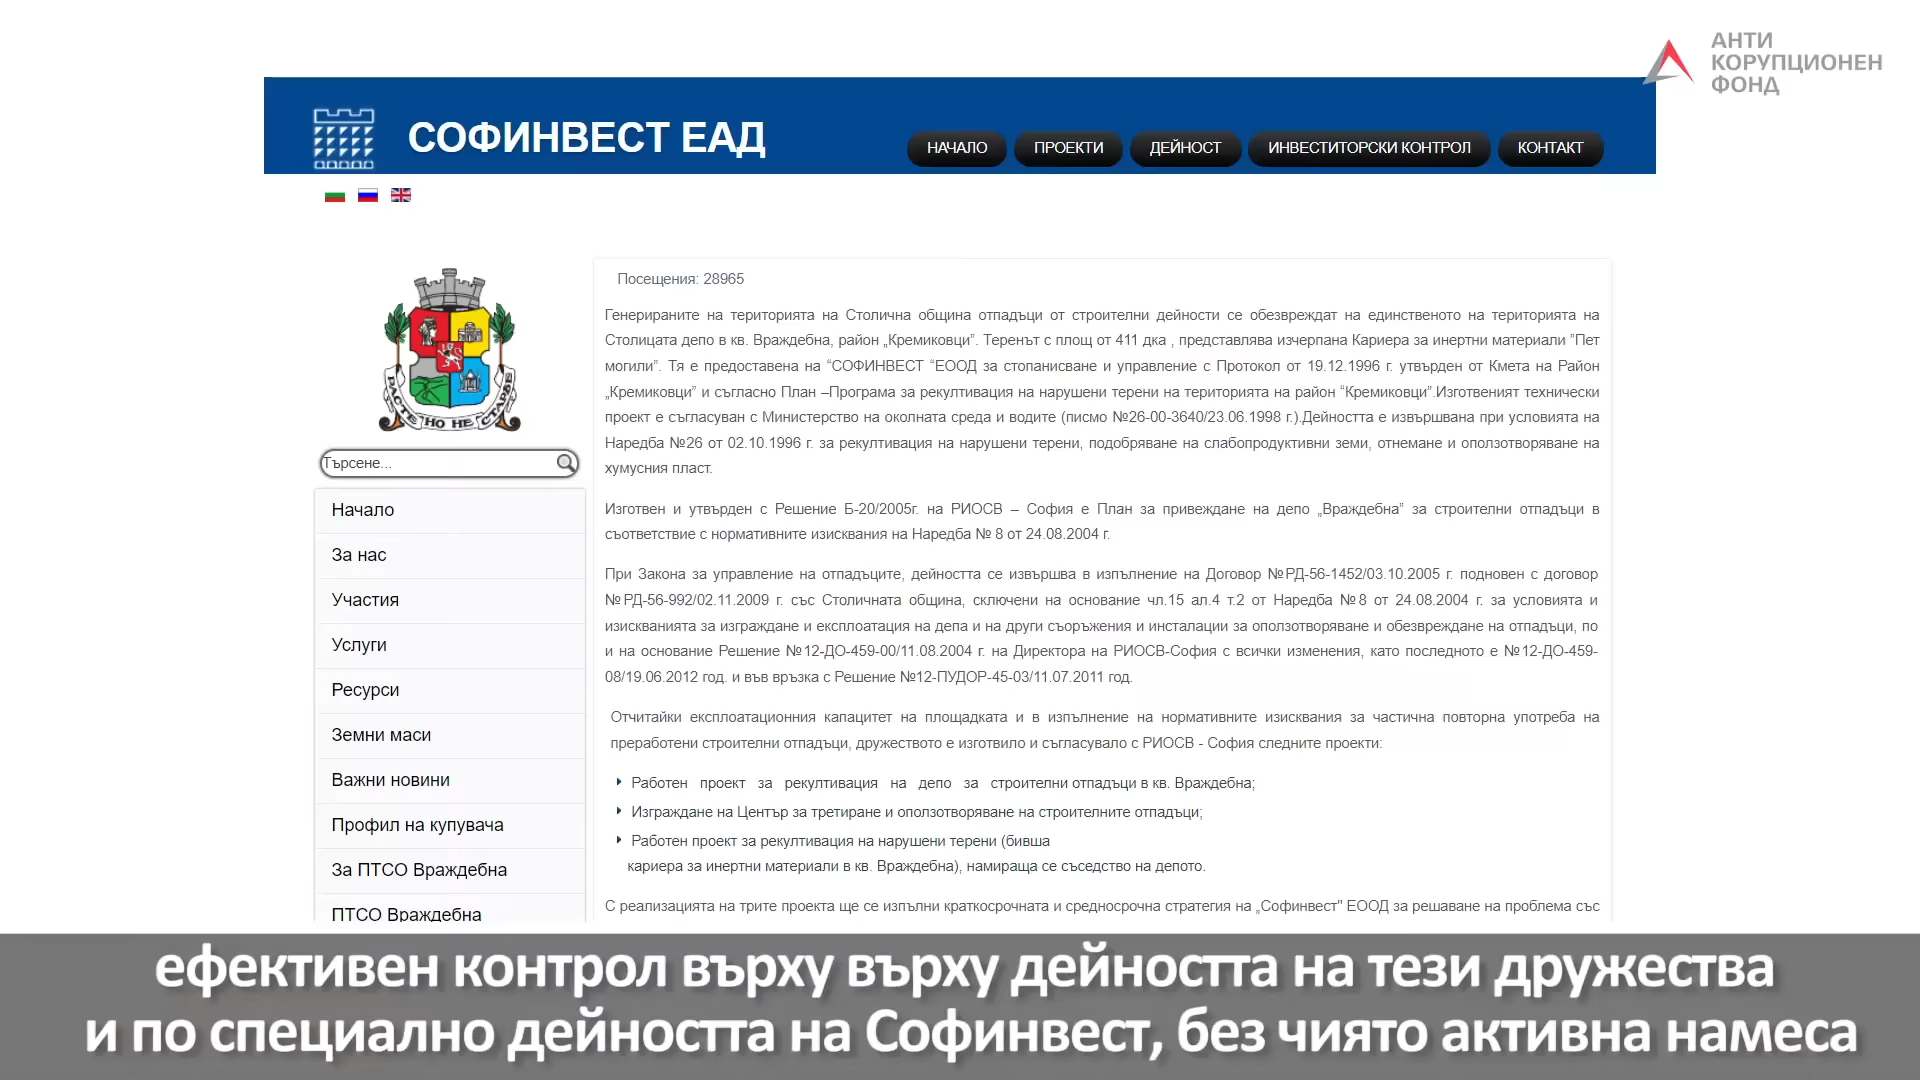 АНТИ
КОРУПЦИОНЕН
ФОНД
СОФИНВЕСТ ЕАД
НАЧАЛО
ПРОЕКТИ
ДЕЙНОСТ
ИНВЕСТИТОРСКИ КОНТРОЛ
КОНТАКТ
РАСТЕ НО НЕ СТАРЕЕ
Търсене...
Начало
За нас
Участия
Услуги
Ресурси
Земни маси
Важни новини
Профил на купувача
За ПТСО Враждебна
ПТСО Враждебна
Посещения: 28965
Генерираните на територията на Столична община отпадъци от строителни дейности се обезвреждат на единственото на територията на
Столицата депо в кв. Враждебна, район „Кремиковци”. Теренът с площ от 411 дка , представлява изчерпана Кариера за инертни материали ”Пет
могили”. Тя е предоставена на “СОФИНВЕСТ “ЕООД за стопанисване и управление с Протокол от 19.12.1996 г. утвърден от Кмета на Район
„Кремиковци” и съгласно План –Програма за рекултивация на нарушени терени на територията на район “Кремиковци”.Изготвеният технически
проект е съгласуван с Министерство на околната среда и водите (писмо №26-00-3640/23.06.1998 г.).Дейността е извършвана при условията на
Наредба №26 от 02.10.1996 г. за рекултивация на нарушени терени, подобряване на слабопродуктивни земи, отнемане и оползотворяване на
хумусния пласт.
Изготвен и утвърден с Решение Б-20/2005г. на РИОСВ – София е План за привеждане на депо „Враждебна” за строителни отпадъци в
съответствие с нормативните изисквания на Наредба № 8 от 24.08.2004 г.
При Закона за управление на отпадъците, дейността се извършва в изпълнение на Договор №РД-56-1452/03.10.2005 г. подновен с договор
№РД-56-992/02.11.2009 г. със Столичната община, сключени на основание чл.15 ал.4 т.2 от Наредба №8 от 24.08.2004 г. за условията и
изискванията за изграждане и експлоатация на депа и на други съоръжения и инсталации за оползотворяване и обезвреждане на отпадъци, по
и на основание Решение №12-ДО-459-00/11.08.2004 г. на Директора на РИОСВ-София с всички изменения, като последното е №12-ДО-459-
08/19.06.2012 год. и във връзка с Решение №12-ПУДОР-45-03/11.07.2011 год.
Отчитайки експлоатационния капацитет на площадката и в изпълнение на нормативните изисквания за частична повторна употреба на
преработени строителни отпадъци, дружеството е изготвило и съгласувало с РИОСВ - София следните проекти:
Работен проект за рекултивация на депо за строителни отпадъци в кв. Враждебна;
Изграждане на Център за третиране и оползотворяване на строителните отпадъци;
Работен проект за рекултивация на нарушени терени (бивша
кариера за инертни материали в кв. Враждебна), намираща се съседство на депото.
С реализацията на трите проекта ще се изпълни краткосрочната и средносрочна стратегия на „Софинвест" ЕООД за решаване на проблема със
ефективен контрол върху върху дейността на тези дружества
и по специално дейността на Софинвест, без чиято активна намеса